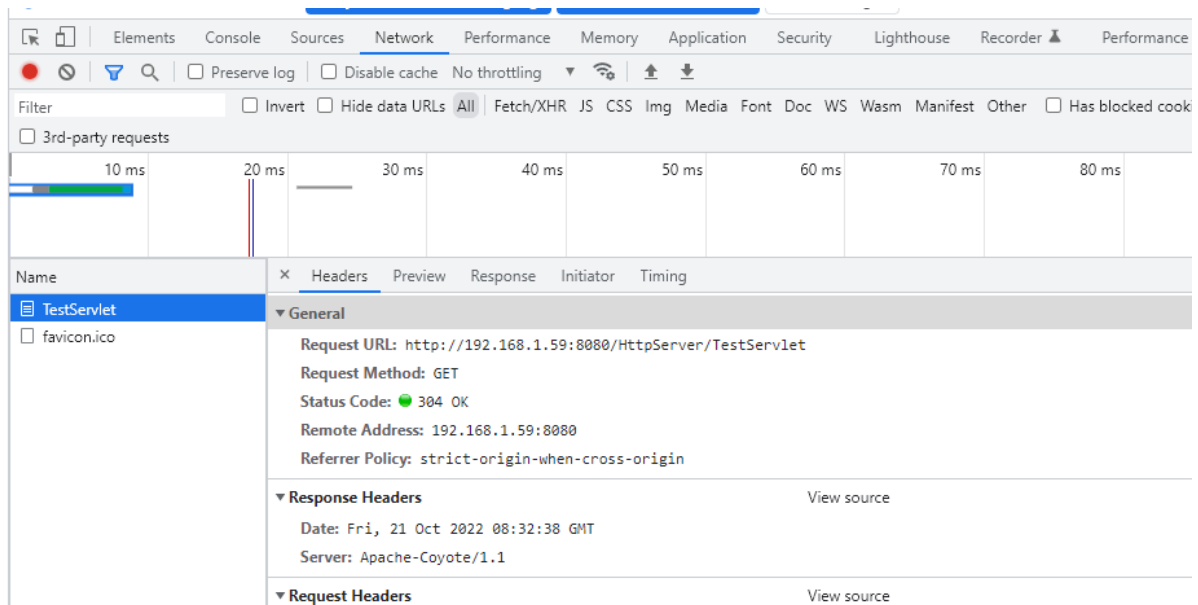 Elements Console Sources Network Performance Memory Application Security Lighthouse Recorder Performance
Preserve log Disable cache No throttling
Filter Invert Hide data URLs All Fetch/XHR JS CSS Img Media Font Doc WS Wasm Manifest Other Has blocked cooki
3rd-party requests
10 ms 20 ms 30 ms 40 ms 50 ms 60 ms 70 ms 80 ms
Name × Headers Preview Response Initiator Timing
TestServlet
favicon.ico
General
Request URL: http://192.168.1.59:8080/HttpServer/TestServlet
Request Method: GET
Status Code: 304 OK
Remote Address: 192.168.1.59:8080
Referrer Policy: strict-origin-when-cross-origin
Response Headers View source
Date: Fri, 21 Oct 2022 08:32:38 GMT
Server: Apache-Coyote/1.1
Request Headers View source